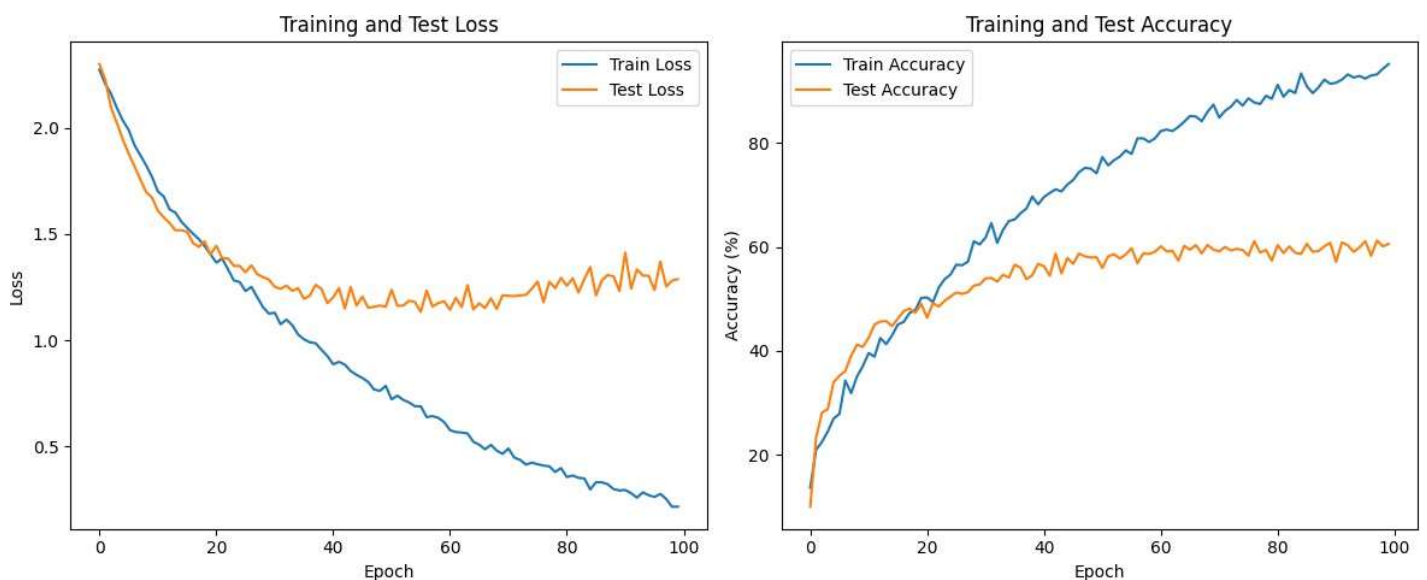 Training and Test Loss
Train Loss
Test Loss
2.0
1.5
1.0
0.5
Loss
0
20
40
60
80
100
Epoch
Training and Test Accuracy
Train Accuracy
Test Accuracy
80
60
40
20
Accuracy (%)
0
20
40
60
80
100
Epoch